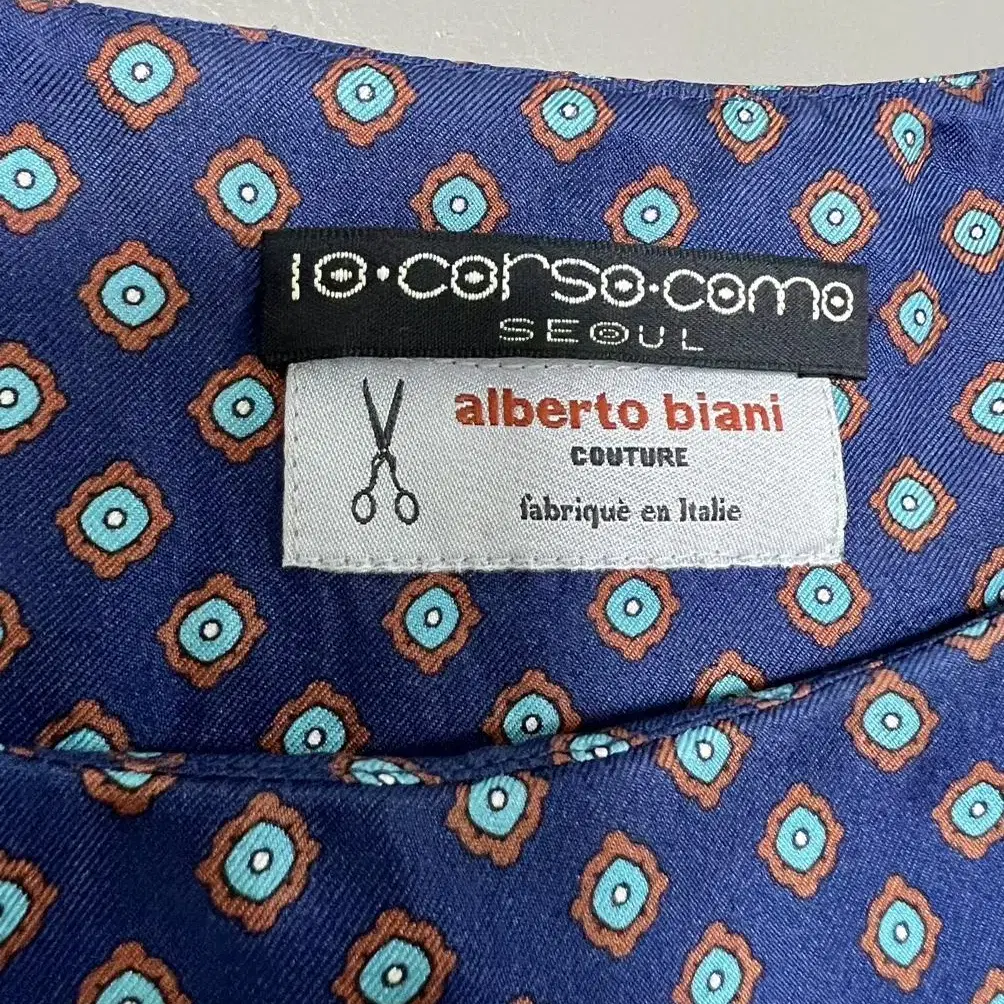 10·corso·como
SEOUL
alberto biani
COUTURE
fabriquè en Italie